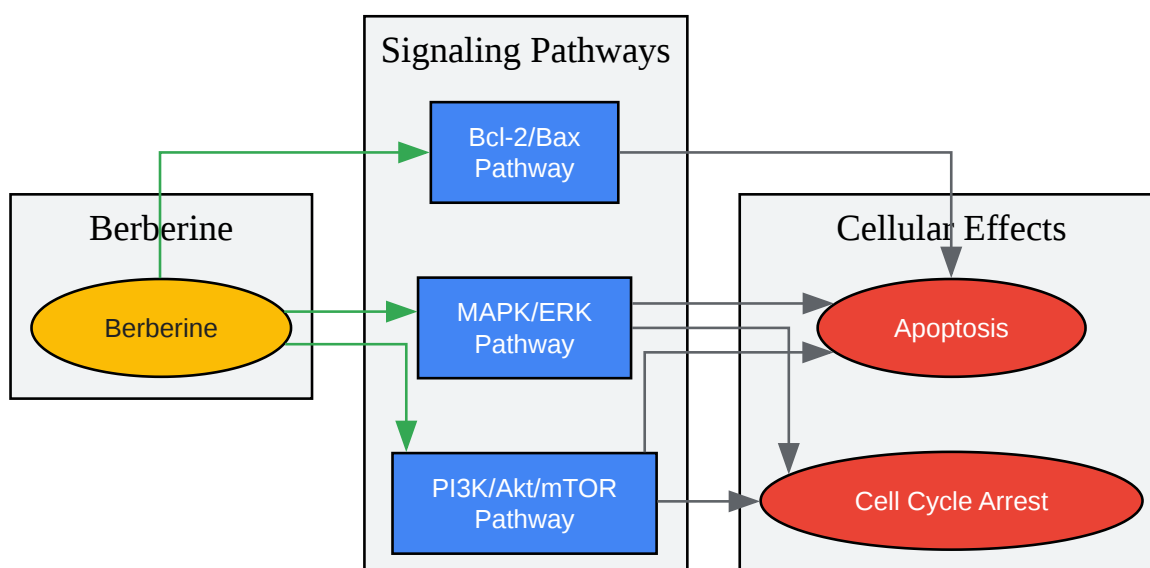 Signaling Pathways
Bcl-2/Bax
Pathway
Berberine
Berberine
MAPK/ERK
Pathway
PI3K/Akt/mTOR
Pathway
Cellular Effects
Apoptosis
Cell Cycle Arrest